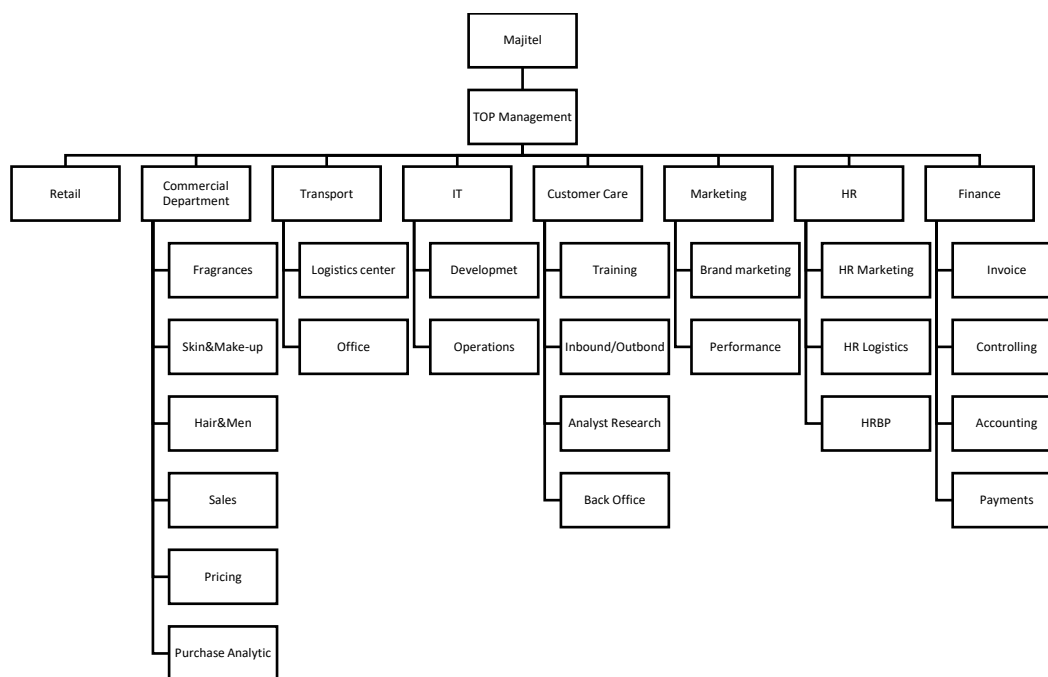 Majitel
TOP Management
Retail
Commercial
Department
Transport
IT
Customer Care
Marketing
HR
Finance
Fragrances
Logistics center
Developmet
Training
Brand marketing
HR Marketing
Invoice
Skin&Make-up
Office
Operations
Inbound/Outbond
Performance
HR Logistics
Controlling
Hair&Men
Analyst Research
HRBP
Accounting
Sales
Back Office
Payments
Pricing
Purchase Analytic